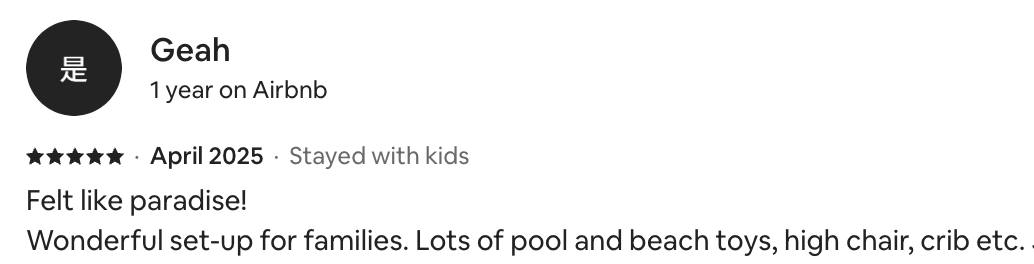 是
Geah
1 year on Airbnb
★★★★★ · April 2025 · Stayed with kids
Felt like paradise!
Wonderful set-up for families. Lots of pool and beach toys, high chair, crib etc.